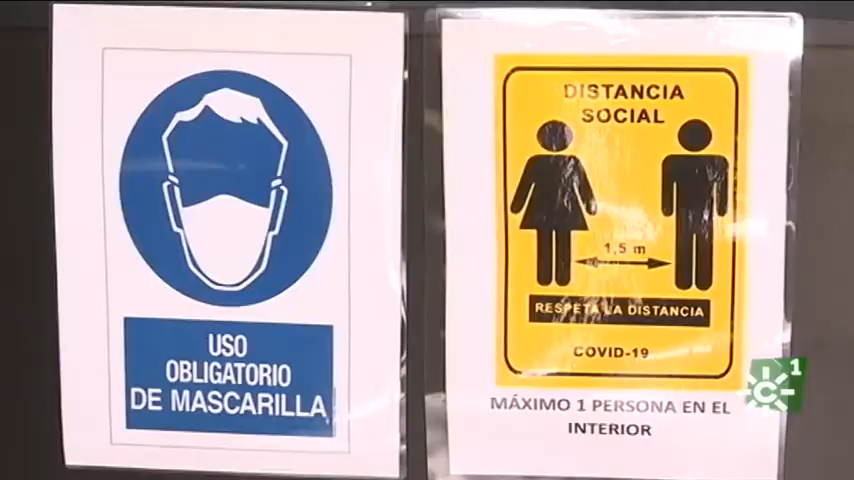 USO
OBLIGATORIO
DE MASCARILLA
DISTANCIA
SOCIAL
1,5 m
RESPETA LA DISTANCIA
COVID-19
MÁXIMO 1 PERSONA EN EL
INTERIOR
1